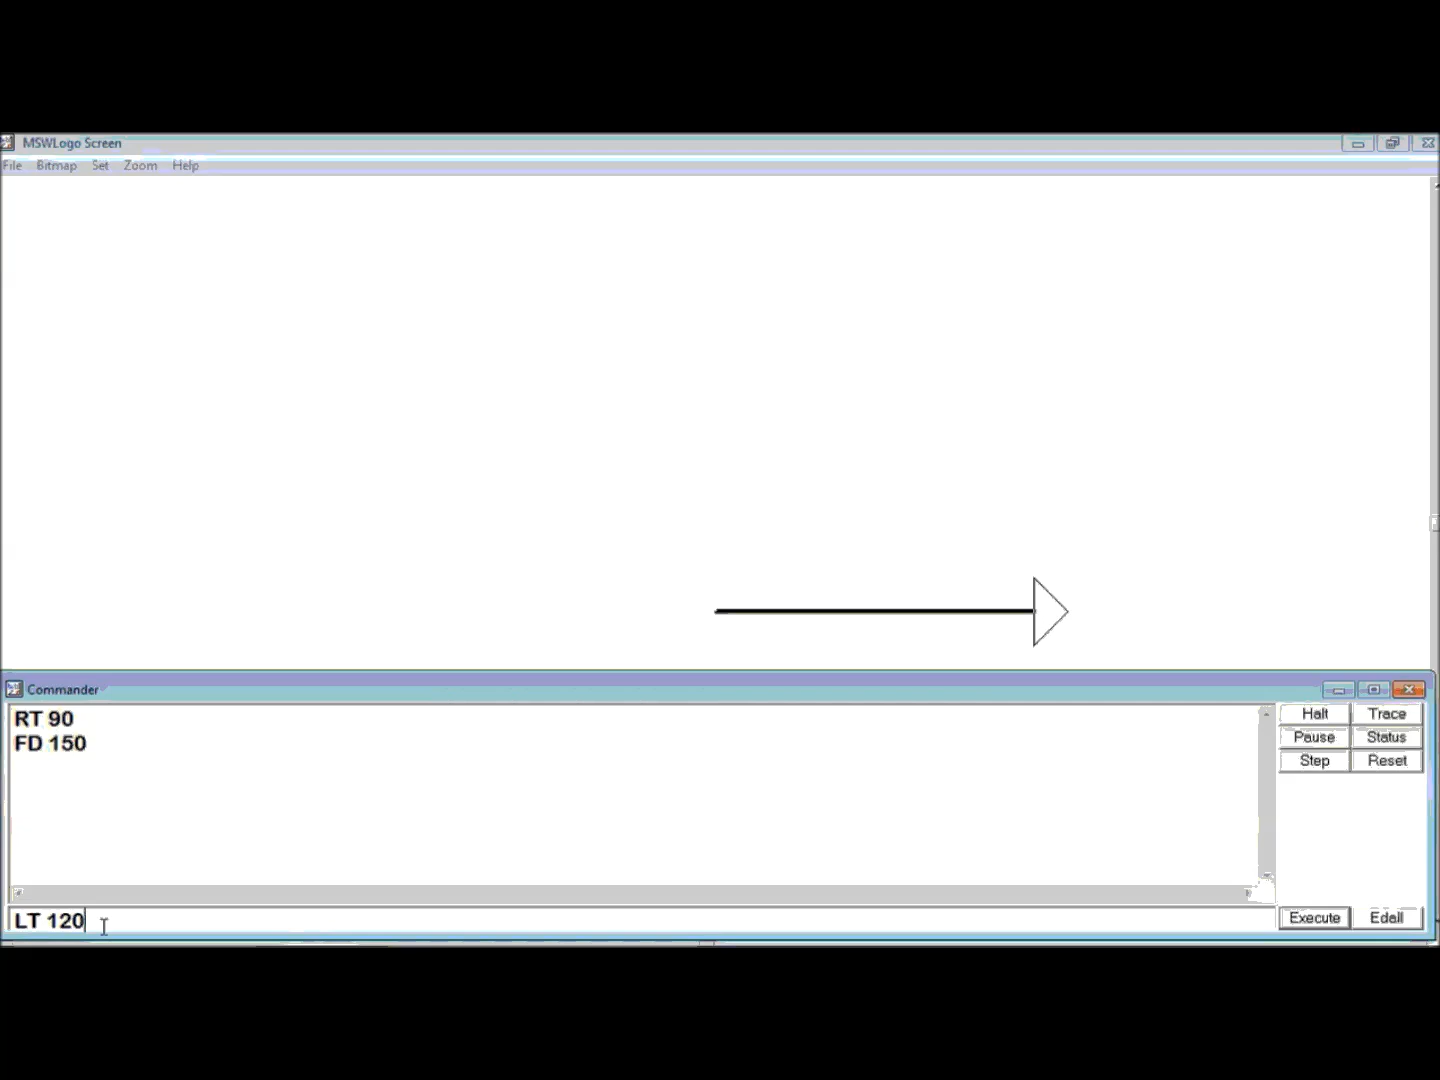 MSWLogo Screen
File Bitmap Set Zoom Help
Commander
RT 90
FD 150
Halt Trace
Pause Status
Step Reset
LT 120
Execute Edall